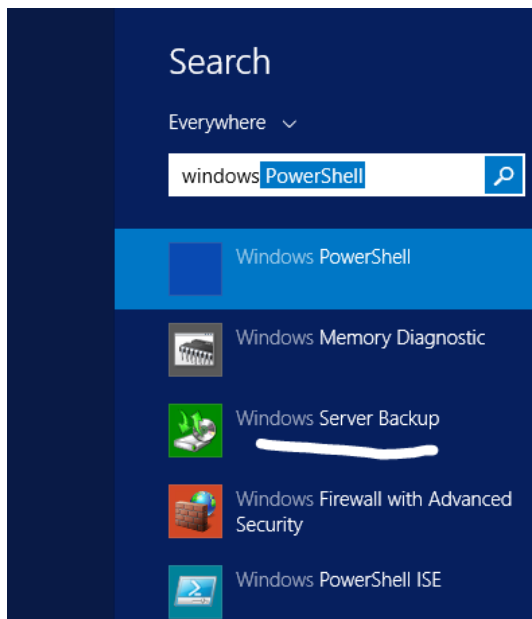 Search
Everywhere
windows PowerShell
Windows PowerShell
Windows Memory Diagnostic
Windows Server Backup
Windows Firewall with Advanced
Security
Windows PowerShell ISE